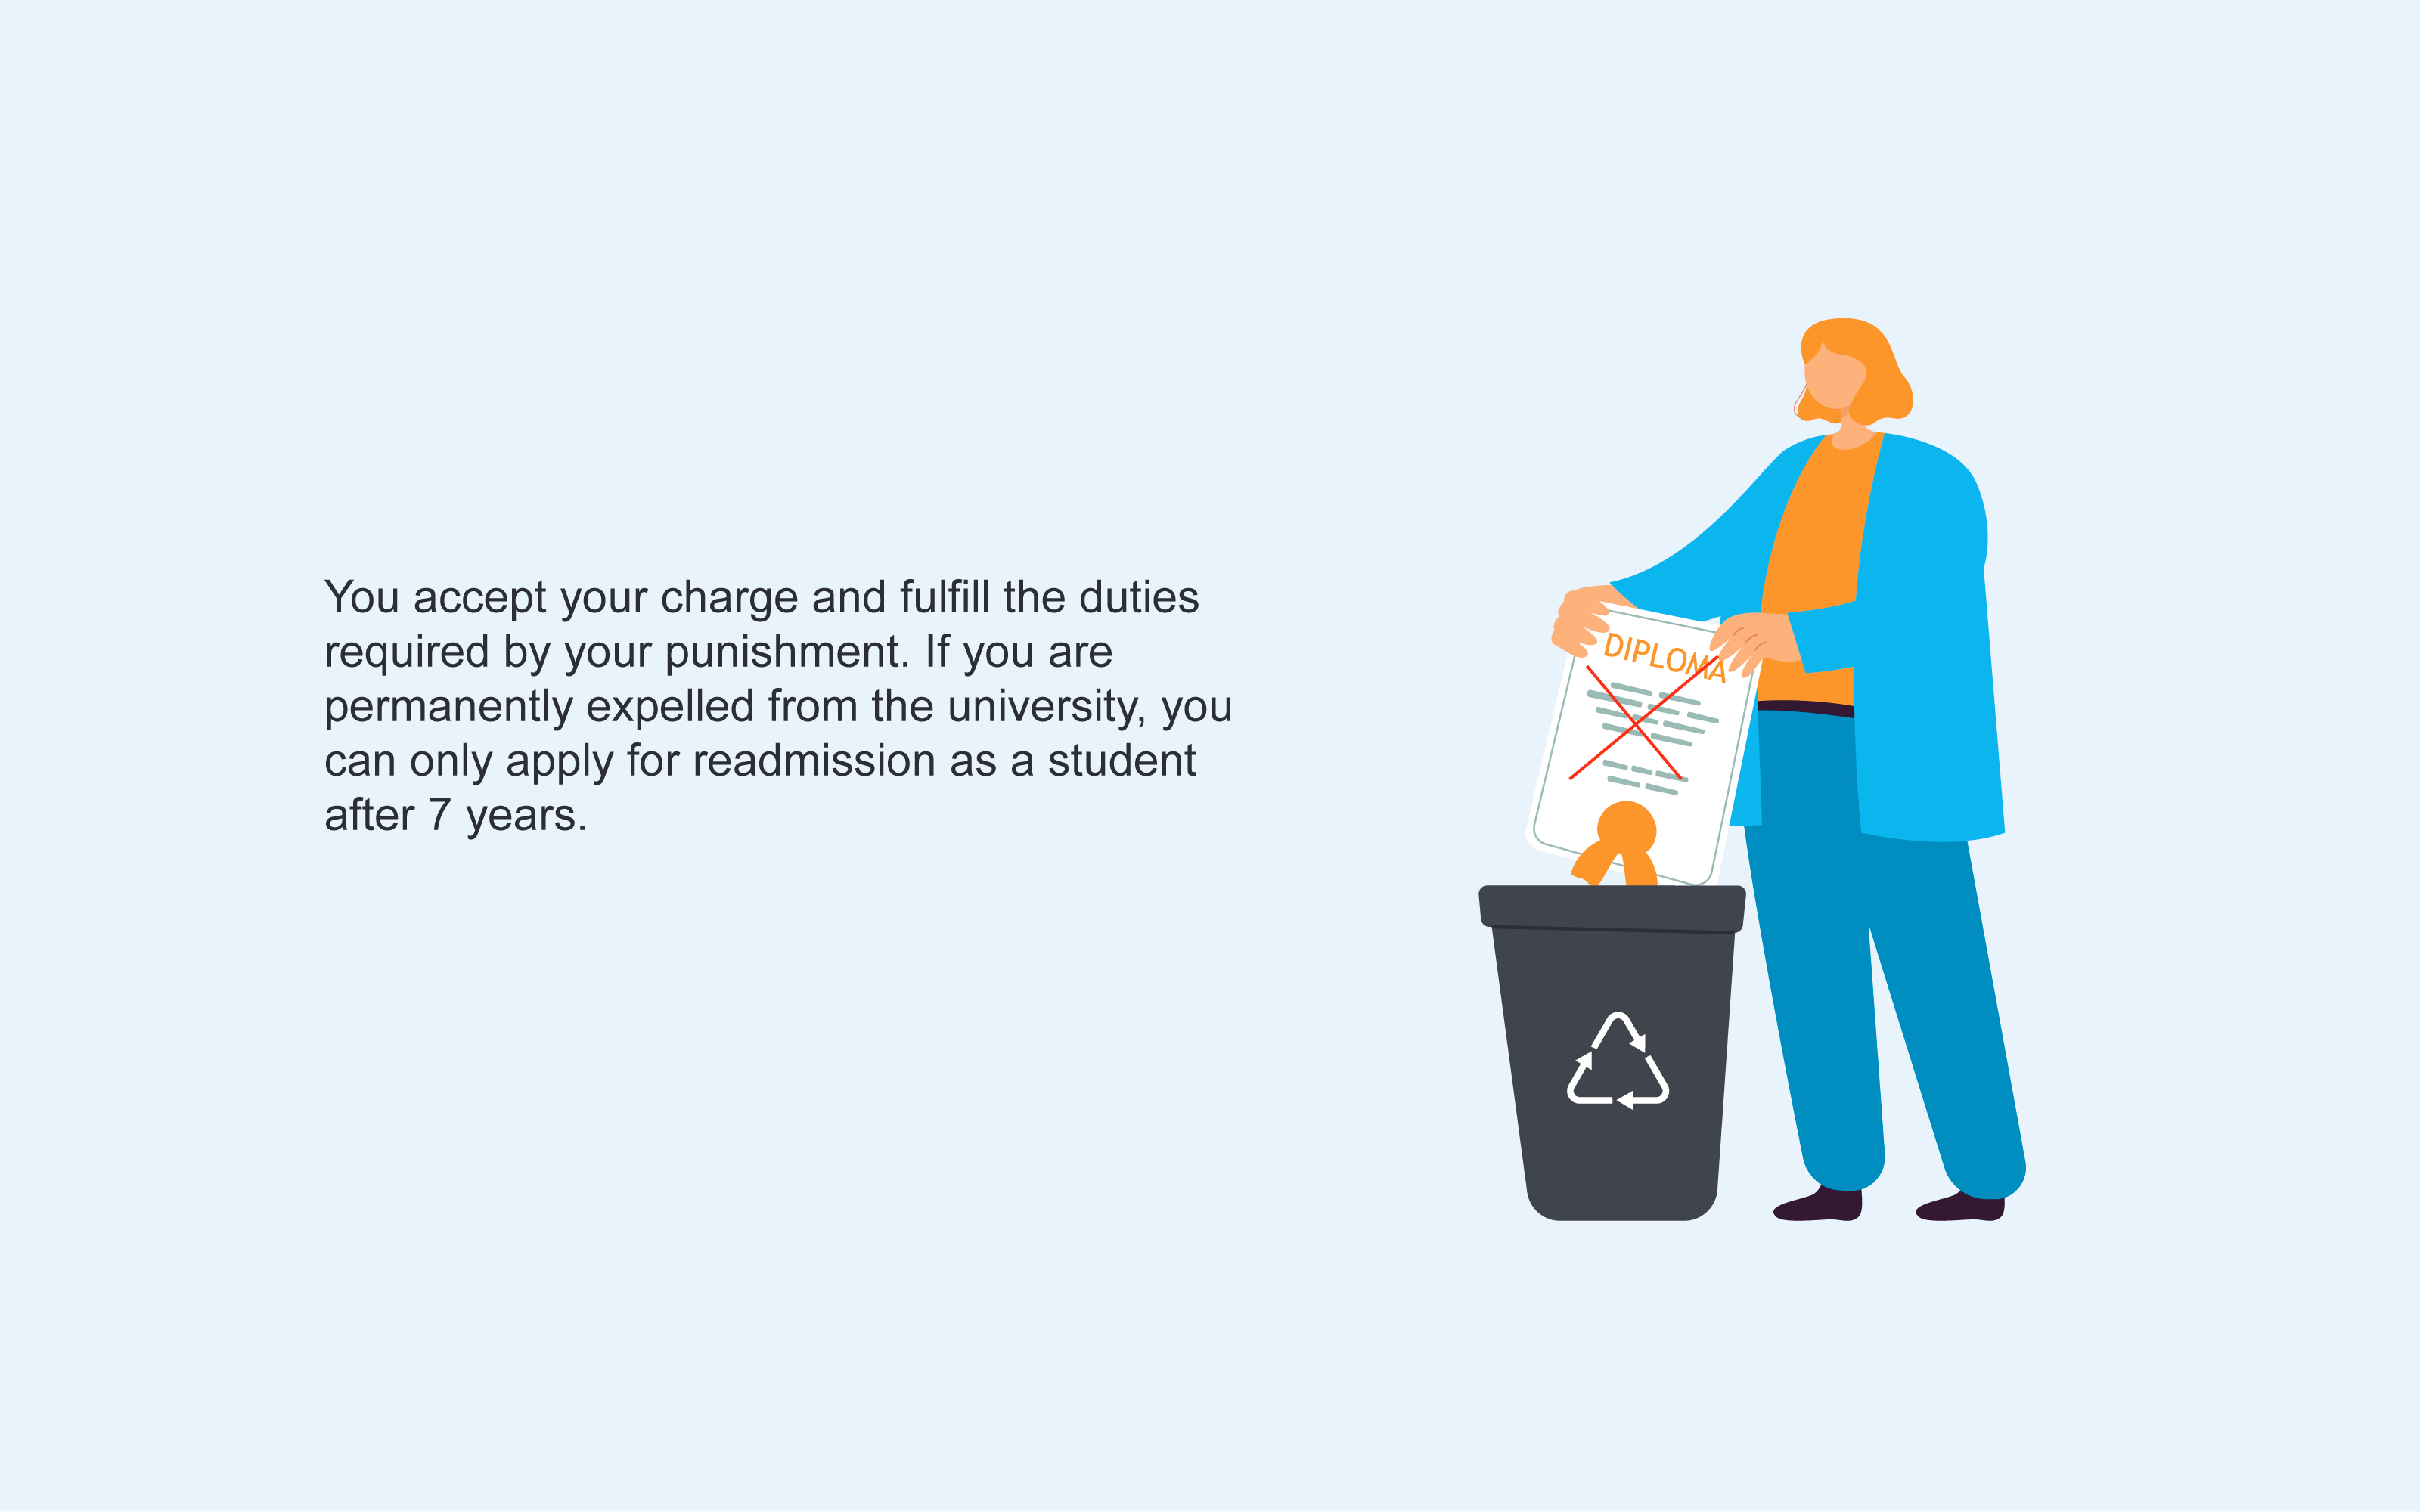 You accept your charge and fulfill the duties
required by your punishment. If you are
permanently expelled from the university, you
can only apply for readmission as a student
after 7 years.
DIPLOMA